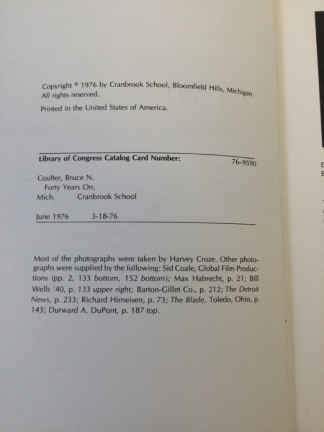 Copyright © 1976 by Cranbrook School, Bloomfield Hills, Michigan.
All rights reserved.
Printed in the United States of America.
Library of Congress Catalog Card Number:
76-9590
Coulter, Bruce N.
Forty Years On.
Mich. Cranbrook School
June 1976 3-18-76
Most of the photographs were taken by Harvey Croze. Other photo-
graphs were supplied by the following: Sid Coale, Global Film Produc-
tions (pp. 2, 133 bottom, 152 bottom); Max Habrecht, p. 21; Bill
Wells '40, p. 133 upper right; Barton-Gillet Co., p. 212; The Detroit
News, p. 233; Richard Hirneisen, p. 73; The Blade, Toledo, Ohio, p.
143; Durward A. DuPont, p. 187 top.